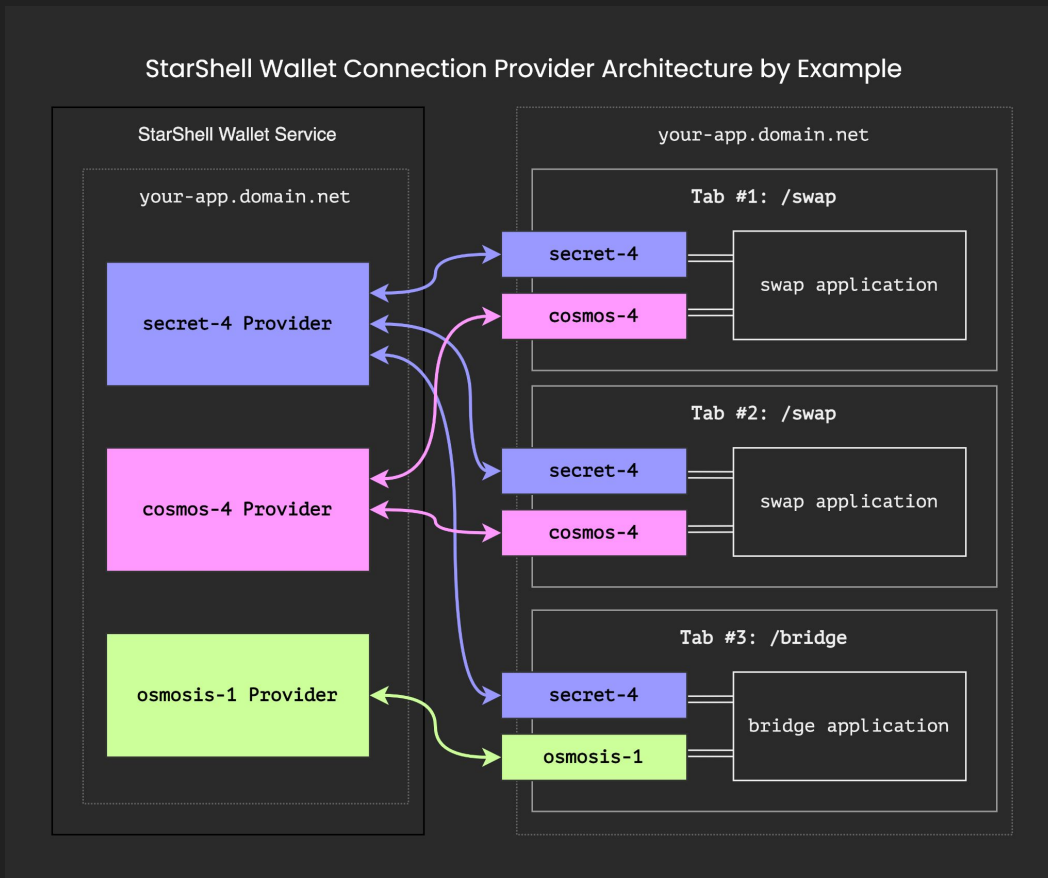 StarShell Wallet Connection Provider Architecture by Example
StarShell Wallet Service
your-app.domain.net
secret-4 Provider
cosmos-4 Provider
osmosis-1 Provider
your-app.domain.net
Tab #1: /swap
secret-4
cosmos-4
swap application
Tab #2: /swap
secret-4
cosmos-4
swap application
Tab #3: /bridge
secret-4
osmosis-1
bridge application